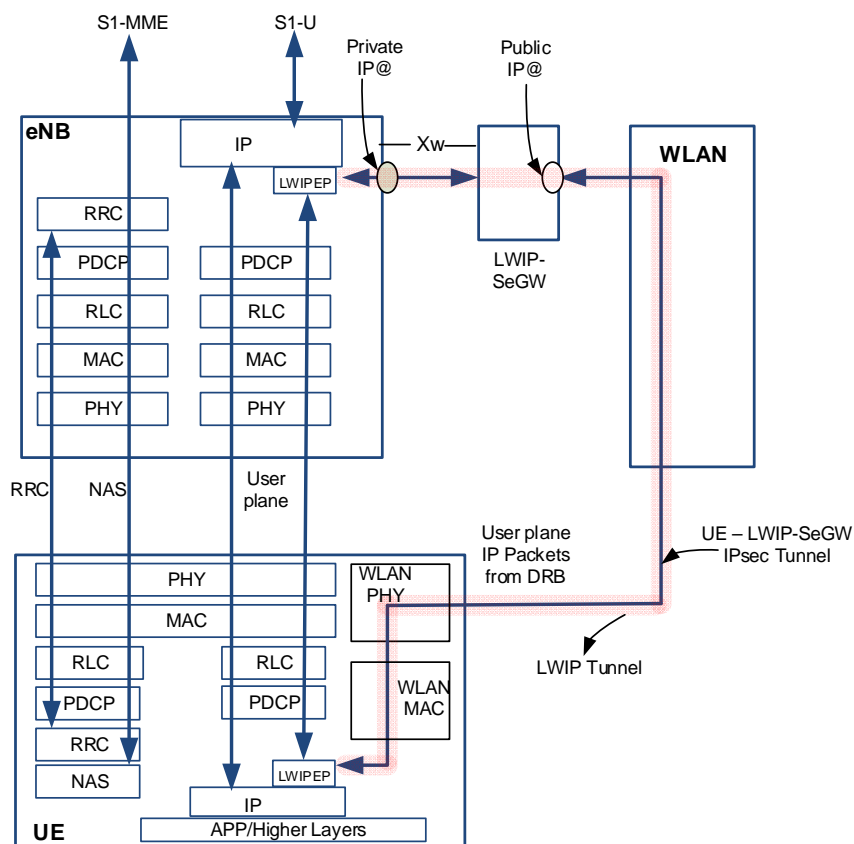 S1-MME
S1-U
Private
IP@
Public
IP@
eNB
IP
Xw
WLAN
LWIPEP
RRC
LWIP-
SeGW
PDCP
PDCP
RLC
RLC
MAC
MAC
PHY
PHY
RRC
NAS
User
plane
User plane
IP Packets
from DRB
UE – LWIP-SeGW
IPsec Tunnel
PHY
WLAN
PHY
MAC
LWIP Tunnel
RLC
RLC
WLAN
MAC
PDCP
PDCP
RRC
NAS
LWIPEP
IP
APP/Higher Layers
UE